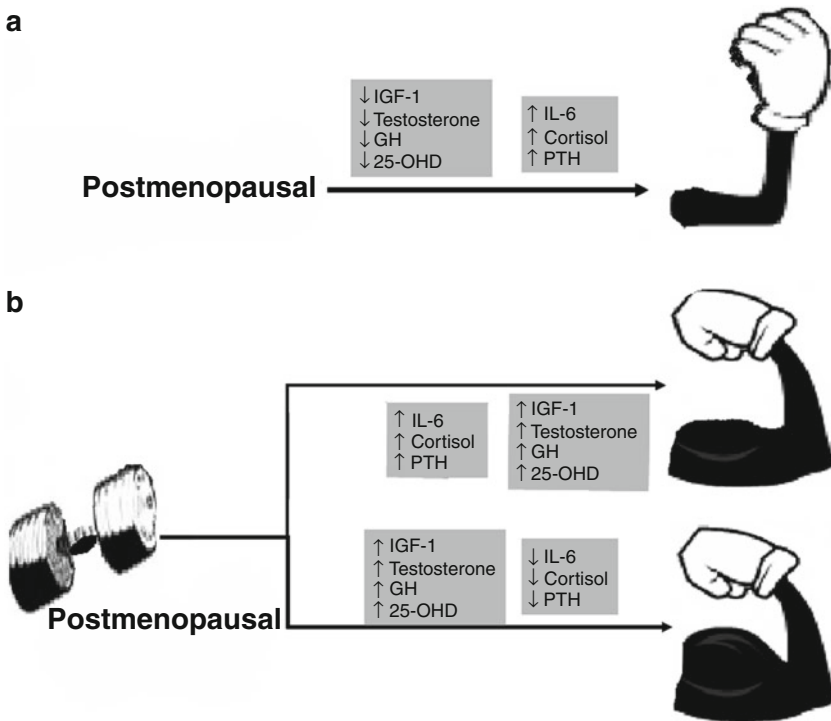 a
↓ IGF-1
↓ Testosterone
↓ GH
↓ 25-OHD
↑ IL-6
↑ Cortisol
↑ PTH
Postmenopausal
b
↑ IL-6
↑ Cortisol
↑ PTH
↑ IGF-1
↑ Testosterone
↑ GH
↑ 25-OHD
↑ IGF-1
↑ Testosterone
↑ GH
↑ 25-OHD
↓ IL-6
↓ Cortisol
↓ PTH
Postmenopausal